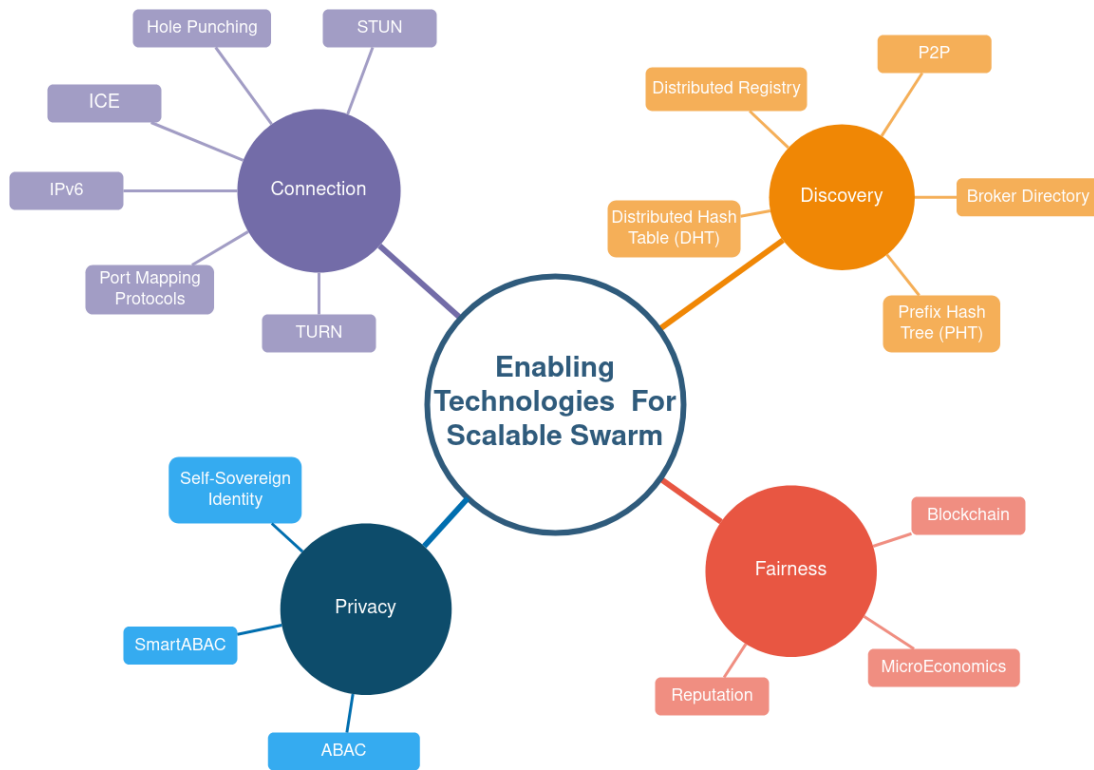 Hole Punching
STUN
ICE
IPv6
Port Mapping
Protocols
TURN
Connection
P2P
Distributed Registry
Distributed Hash
Table (DHT)
Discovery
Broker Directory
Prefix Hash
Tree (PHT)
Enabling
Technologies For
Scalable Swarm
Self-Sovereign
Identity
SmartABAC
ABAC
Privacy
Blockchain
Fairness
MicroEconomics
Reputation